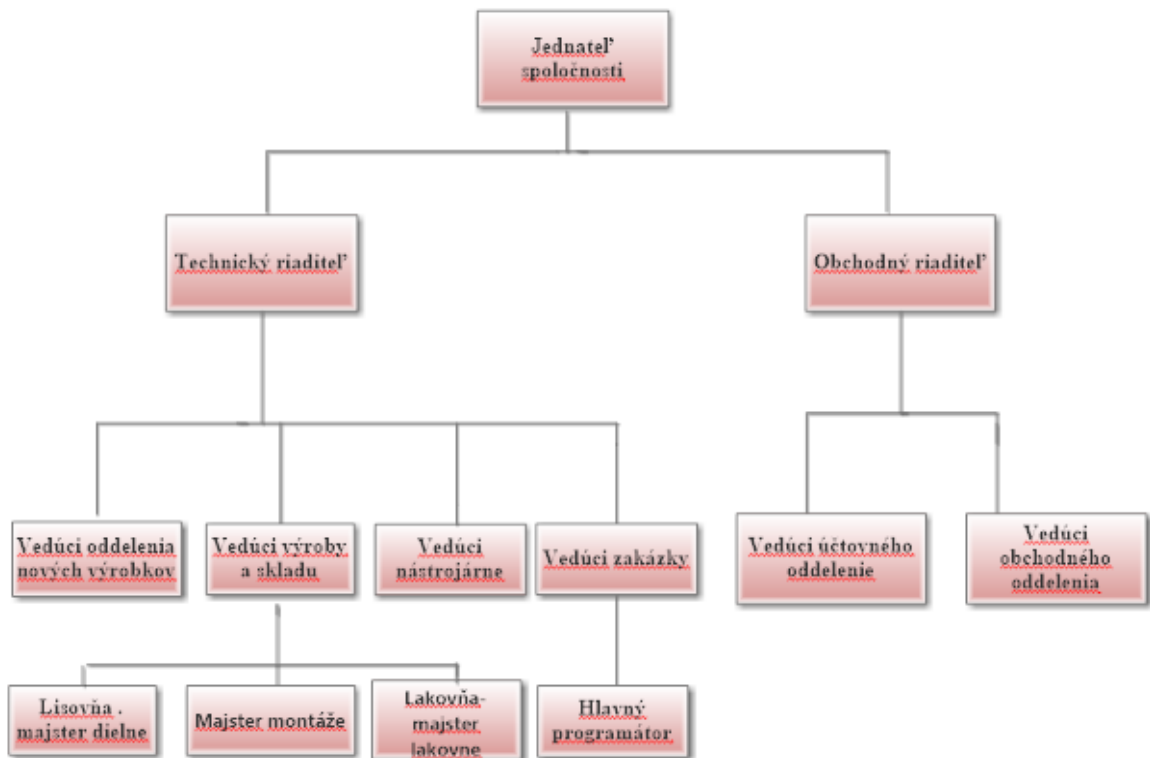 Jednateľ
spoločnosti
Technický riaditeľ
Obchodný riaditeľ
Vedúci oddelenia
nových výrobkov
Vedúci výroby
a skladu
Vedúci
nástrojárne
Vedúci zakázky
Vedúci účtovného
oddelenie
Vedúci
obchodného
oddelenia
Lisovňa .
majster dielne
Majster montáže
Lakovňa-
majster
lakovne
Hlavný
programátor